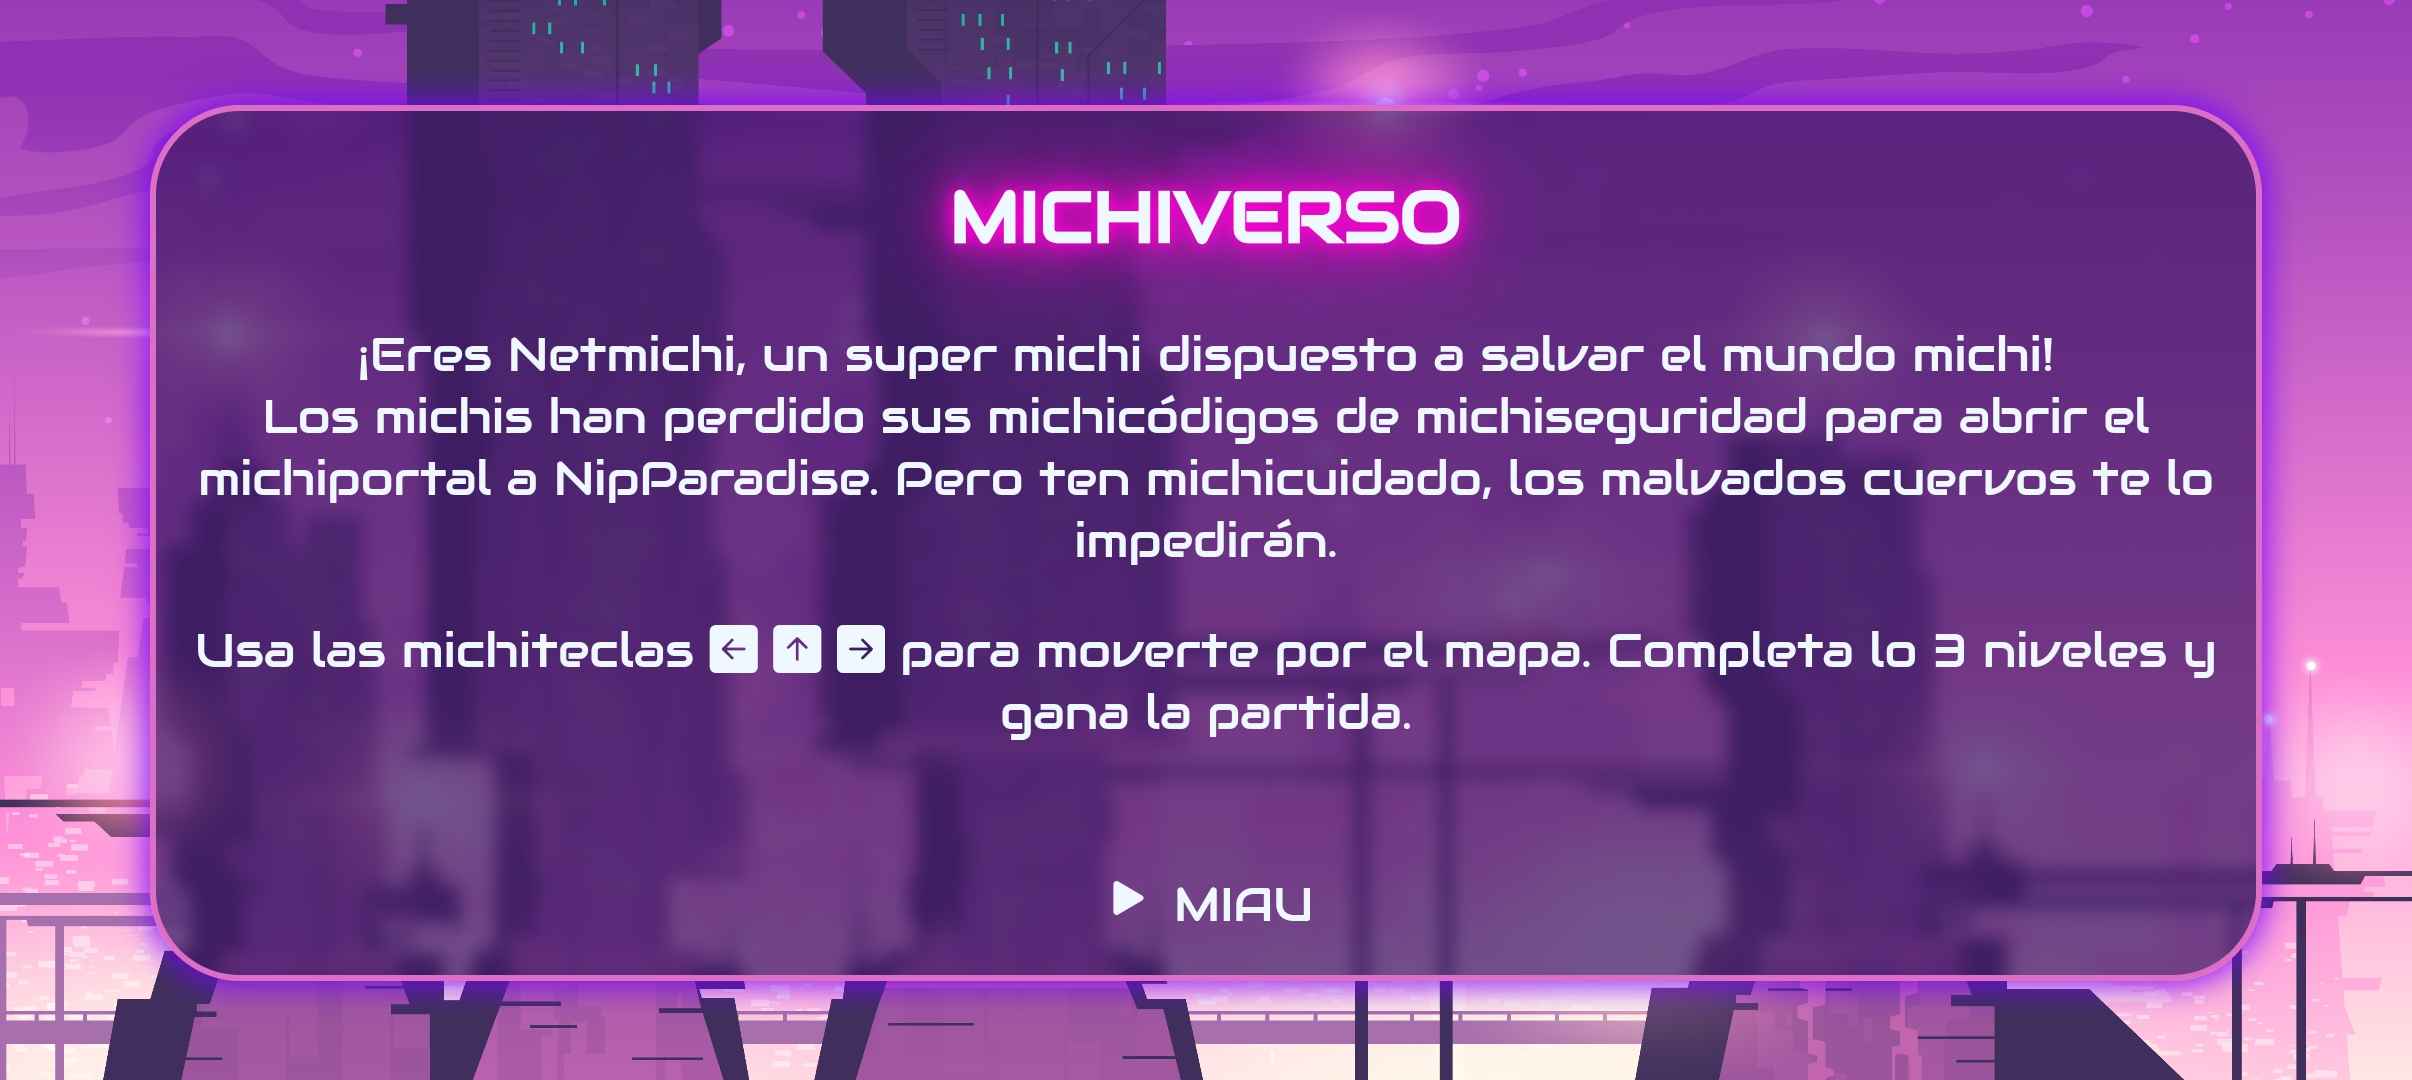 MICHIVERSO
¡Eres Netmichi, un super michi dispuesto a salvar el mundo michi!
Los michis han perdido sus michicódigos de michiseguridad para abrir el
michiportal a NipParadise. Pero ten michicuidado, los malvados cuervos te lo
impedirán.
Usa las michiteclas ← ↑ → para moverte por el mapa. Completa lo 3 niveles y
gana la partida.
MIAU